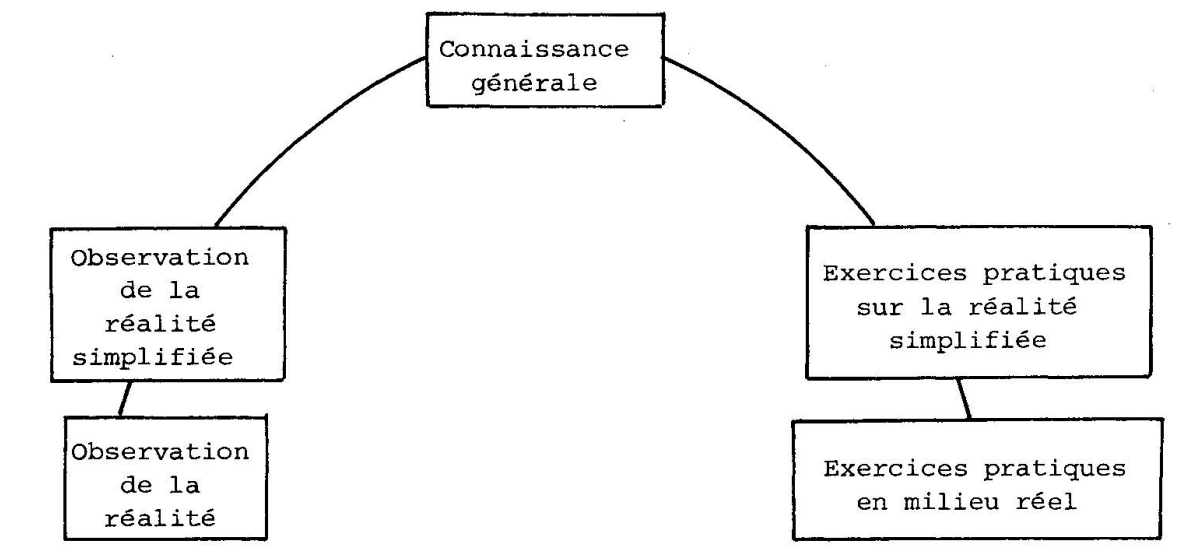 Connaissance
générale
Observation
de la
réalité
simplifiée
Exercices pratiques
sur la réalité
simplifiée
Observation
de la
réalité
Exercices pratiques
en milieu réel